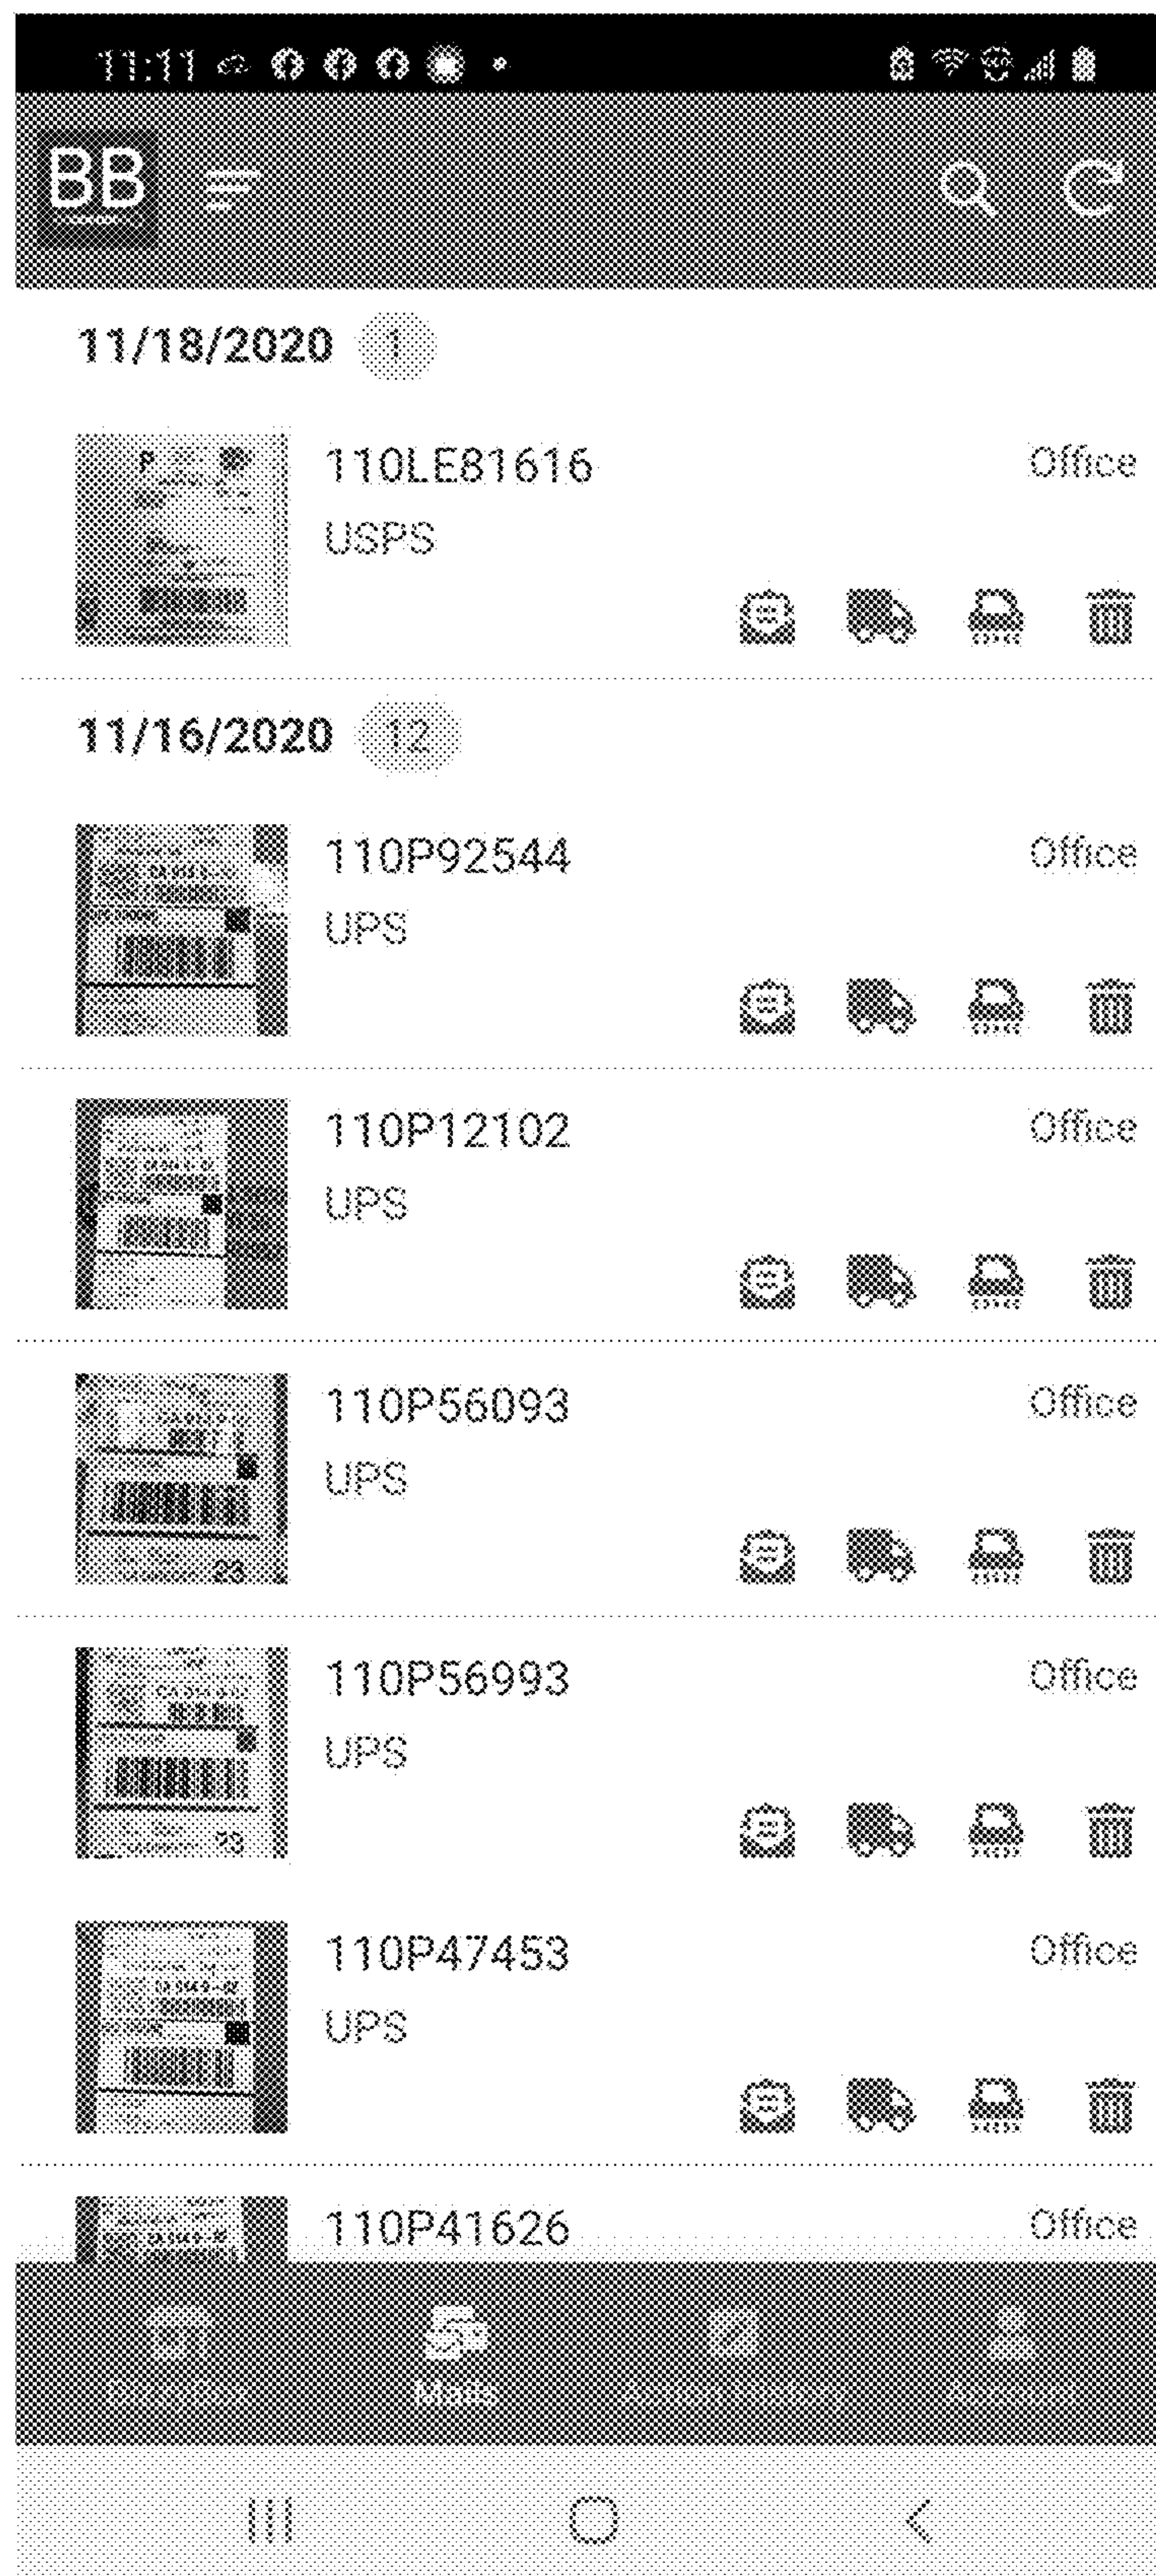 11:11
BB
11/18/2020 1
110LE81616 Office
USPS
11/16/2020 12
110P92544 Office
UPS
110P12102 Office
UPS
110P56093 Office
UPS
23
110P56993 Office
UPS
110P47453 Office
UPS
110P41626 Office
Mails